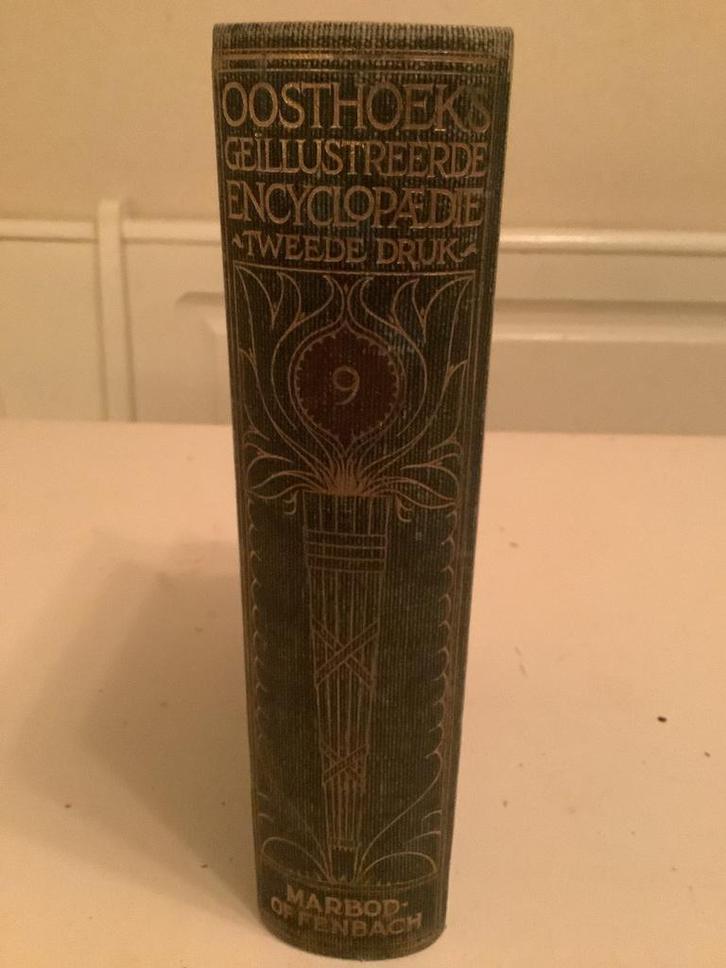 OOSTHOEK'S
GEÏLLUSTREERDE
ENCYCLOPÆDIE
TWEEDE DRUK
9
MARBOD-
OFFENBACH